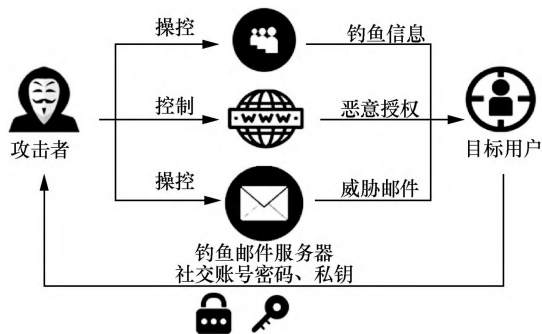 操控
钓鱼信息
控制
WWW
恶意授权
攻击者
目标用户
操控
威胁邮件
钓鱼邮件服务器
社交账号密码、私钥